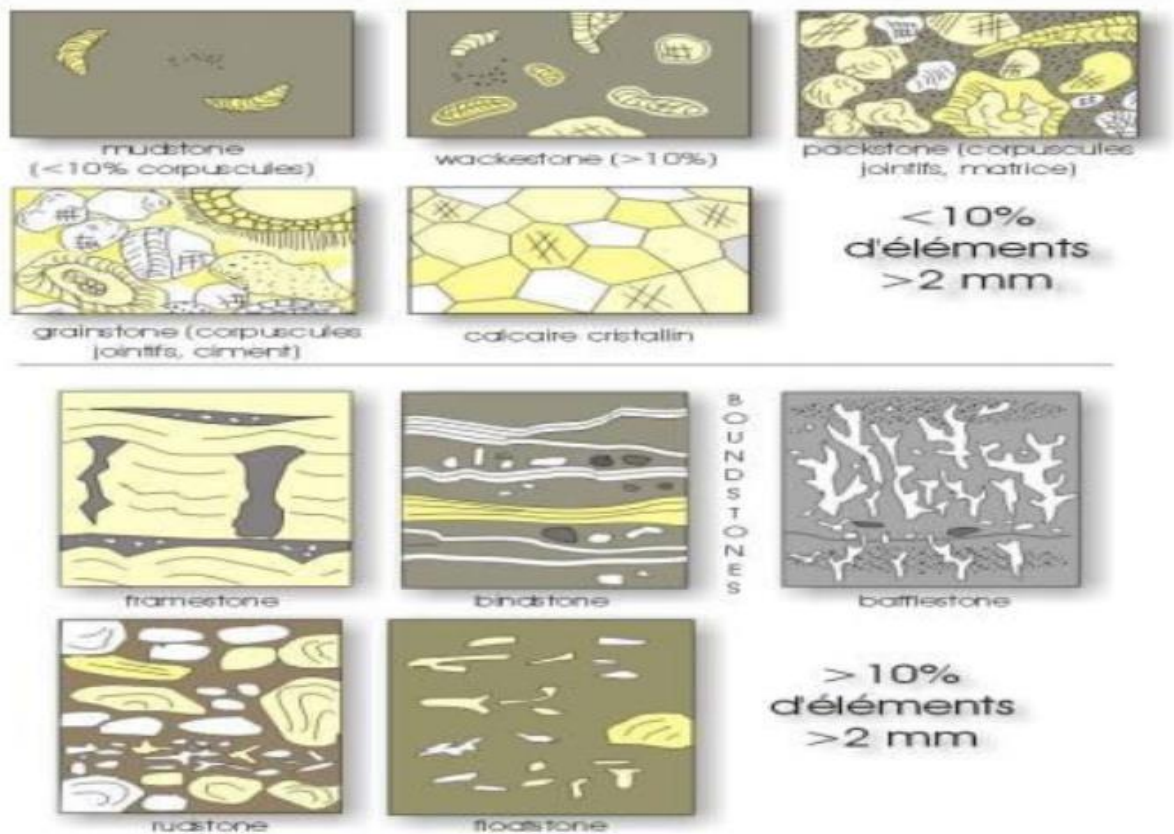 mudstone
(<10% corpuscules)
wackestone (>10%)
packstone (corpuscules
jointifs, matrice)
grainstone (corpuscules
jointifs, ciment)
calcaire cristallin
<10%
d'éléments
>2 mm
framestone
bindstone
BOUNDSTONES
bafflestone
rudstone
floatstone
>10%
d'éléments
>2 mm